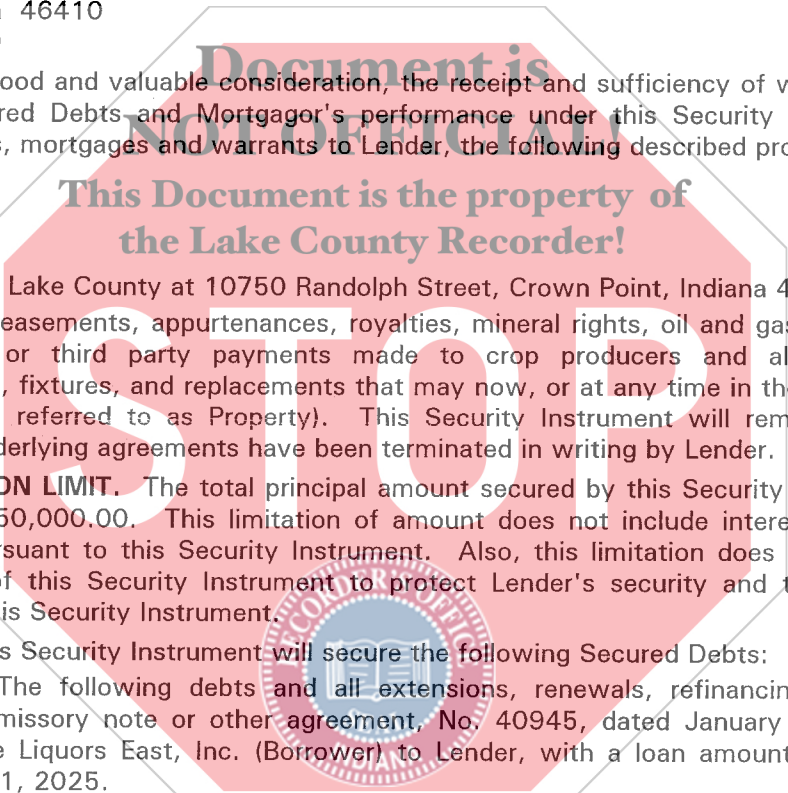 46410
Document is
ood and valuable consideration, the receipt and sufficiency of w
red Debts and Mortgagor's performance under this Security
NOT OFFICIAL!
, mortgages and warrants to Lender, the following described pro
This Document is the property of
the Lake County Recorder!
Lake County at 10750 Randolph Street, Crown Point, Indiana 4
easements, appurtenances, royalties, mineral rights, oil and gas
or third party payments made to crop producers and al
, fixtures, and replacements that may now, or at any time in th
referred to as Property). This Security Instrument will rem
derlying agreements have been terminated in writing by Lender.
STOP
ON LIMIT. The total principal amount secured by this Security
50,000.00. This limitation of amount does not include intere
rsuant to this Security Instrument. Also, this limitation does
of this Security Instrument to protect Lender's security and t
is Security Instrument.
s Security Instrument will secure the following Secured Debts:
The following debts and all extensions, renewals, refinancin
missory note or other agreement, No. 40945, dated January
e Liquors East, Inc. (Borrower) to Lender, with a loan amount
1, 2025.
RECORDER OFFICE
INDIANA